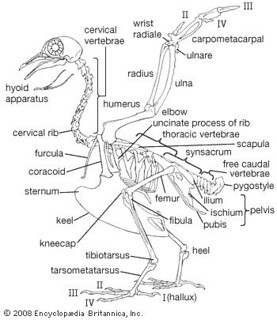 III
II
IV
cervical
vertebrae
wrist
radiale
carpometacarpal
ulnare
radius
ulna
hyoid
apparatus
humerus
elbow
uncinate process of rib
thoracic vertebrae
cervical rib
scapula
synsacrum
furcula
free caudal
vertebrae
coracoid
pygostyle
sternum
femur
ilium
ischium
pubis
pelvis
keel
fibula
kneecap
heel
tibiotarsus
tarsometatarsus
II
III
IV
I (hallux)
© 2008 Encyclopædia Britannica, Inc.